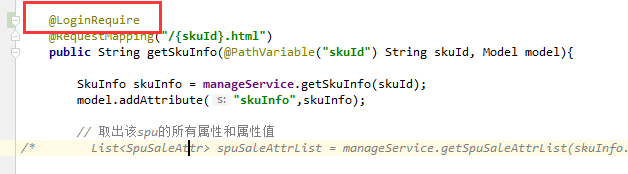 @LoginRequire
@RequestMapping("/{skuId}.html")
public String getSkuInfo(@PathVariable("skuId") String skuId, Model model){
SkuInfo skuInfo = manageService.getSkuInfo(skuId);
model.addAttribute( s: "skuInfo",skuInfo);
// 取出该spu的所有属性和属性值
/* List<SpuSaleAttr> spuSaleAttrList = manageService.getSpuSaleAttrList(skuInfo.